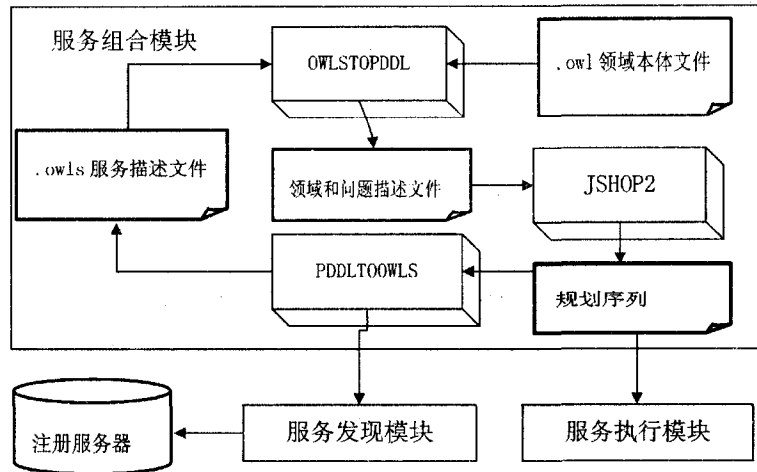 服务组合模块
OWLSTOPDDL
.owl 领域本体文件
.owls 服务描述文件
领域和问题描述文件
JSHOP2
PDDLTOOWLS
规划序列
注册服务器
服务发现模块
服务执行模块